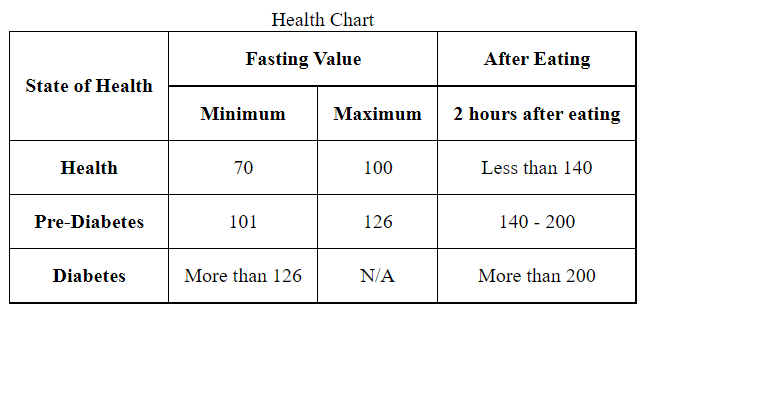 Health Chart
State of Health
Fasting Value
After Eating
Minimum
Maximum
2 hours after eating
Health
70
100
Less than 140
Pre-Diabetes
101
126
140 - 200
Diabetes
More than 126
N/A
More than 200